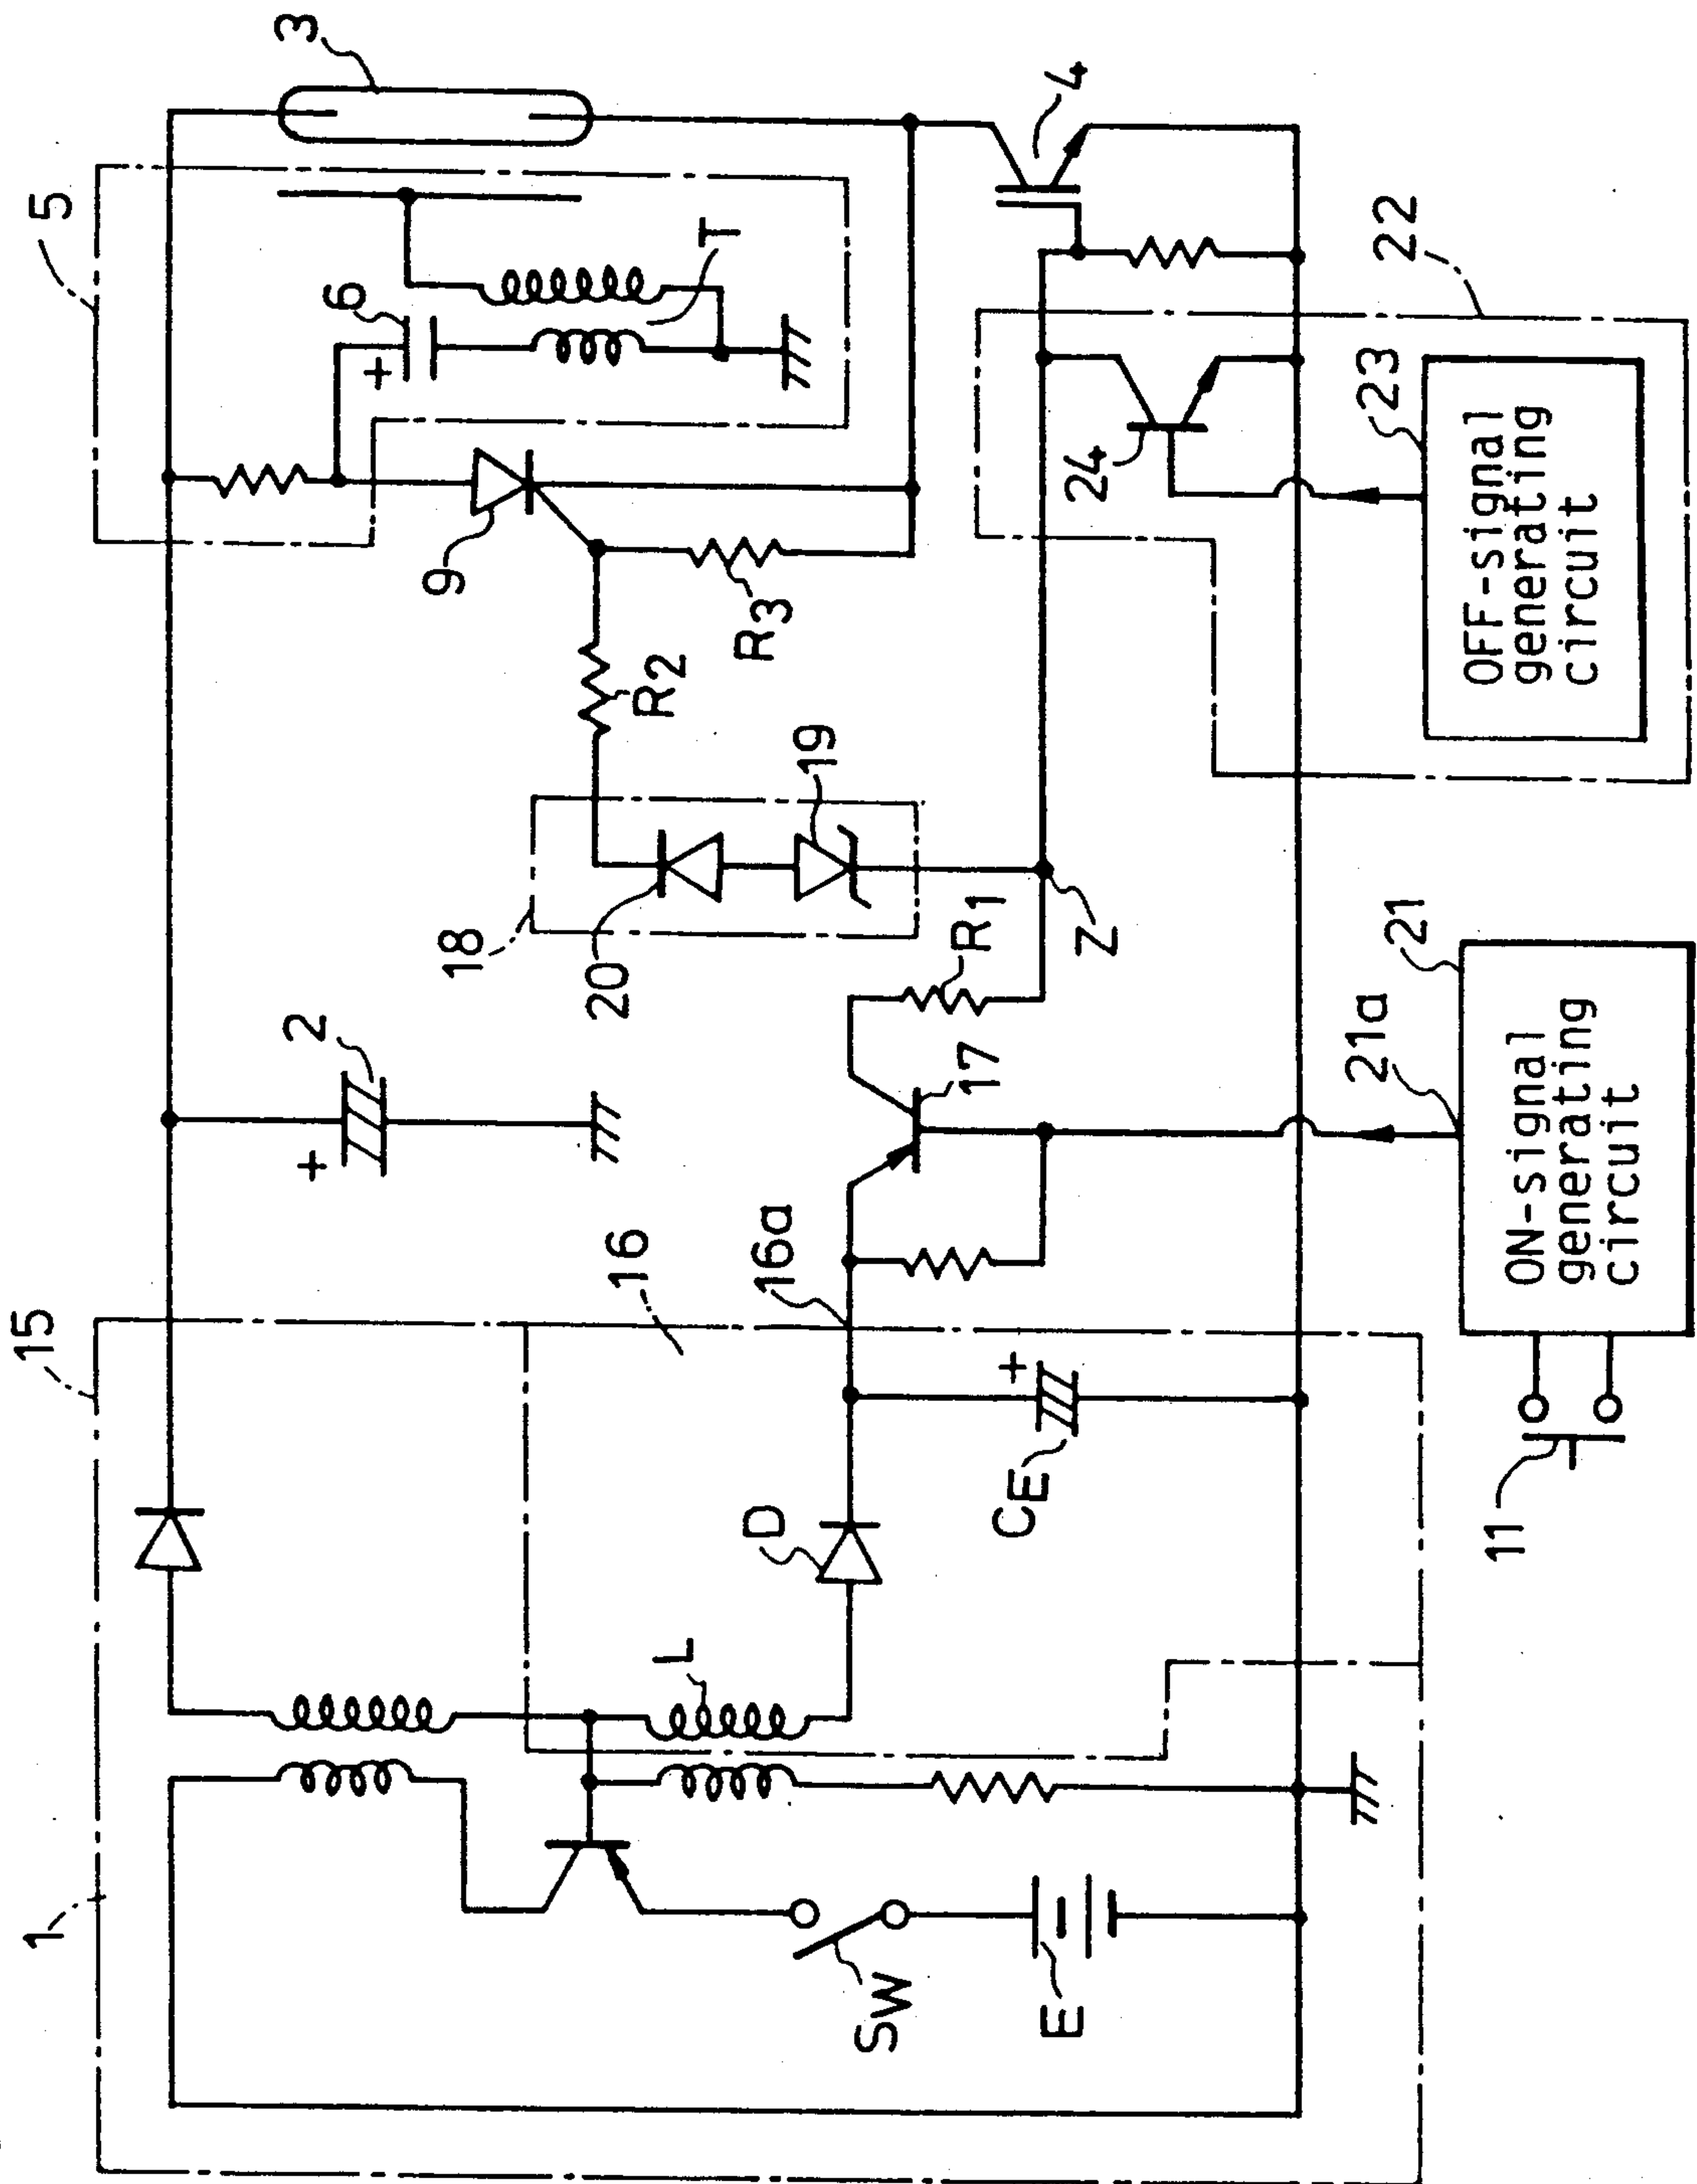 15
1
5
3
2
6
+
T
9
R3
R2
18
20
19
+
16
16a
17
R1
Z
4
L
D
CE
+
SW
E
24
22
23
OFF-signal
generating
circuit
21a
21
ON-signal
generating
circuit
11